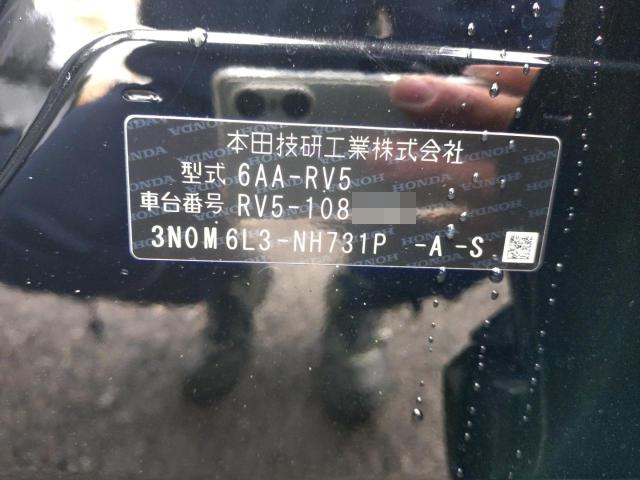 本田技研工業株式会社
型式 6AA-RV5
車台番号 RV5-108
3N0M6L3-NH731P -A-S